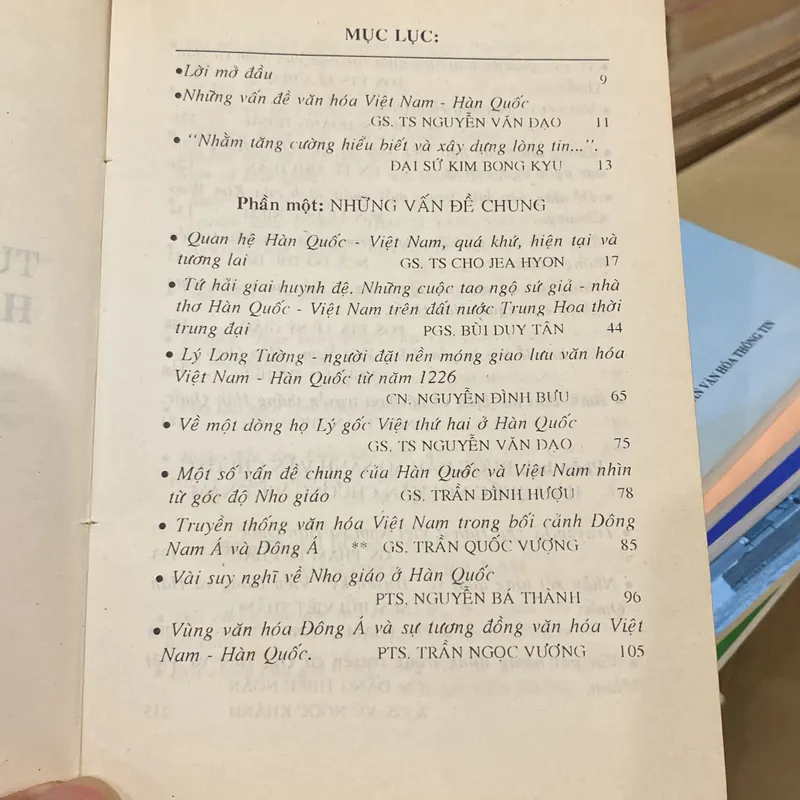 MỤC LỤC:
•Lời mở đầu 9
•Những vấn đề văn hóa Việt Nam - Hàn Quốc
GS. TS NGUYỄN VĂN ĐẠO 11
• "Nhằm tăng cường hiểu biết và xây dựng lòng tin...".
ĐẠI SỨ KIM BONG KYU 13
Phần một: NHỮNG VẤN ĐỀ CHUNG
• Quan hệ Hàn Quốc - Việt Nam, quá khứ, hiện tại và
tương lai GS. TS CHO JEA HYON 17
• Tứ hải giai huynh đệ. Những cuộc tao ngộ sứ giả - nhà
thơ Hàn Quốc - Việt Nam trên đất nước Trung Hoa thời
trung đại PGS. BÙI DUY TÂN 44
• Lý Long Tường - người đặt nền móng giao lưu văn hóa
Việt Nam - Hàn Quốc từ năm 1226
CN. NGUYỄN ĐÌNH BƯU 65
• Về một dòng họ Lý gốc Việt thứ hai ở Hàn Quốc
GS. TS NGUYỄN VĂN ĐẠO 75
• Một số vấn đề chung của Hàn Quốc và Việt Nam nhìn
từ góc độ Nho giáo GS. TRẦN ĐÌNH HƯỢU 78
• Truyền thống văn hóa Việt Nam trong bối cảnh Đông
Nam Á và Đông Á ** GS. TRẦN QUỐC VƯỢNG 85
• Vài suy nghĩ về Nho giáo ở Hàn Quốc
PTS. NGUYỄN BÁ THÀNH 96
• Vùng văn hóa Đông Á và sự tương đồng văn hóa Việt
Nam - Hàn Quốc. PTS. TRẦN NGỌC VƯƠNG 105
VĂN HÓA THÔNG TIN